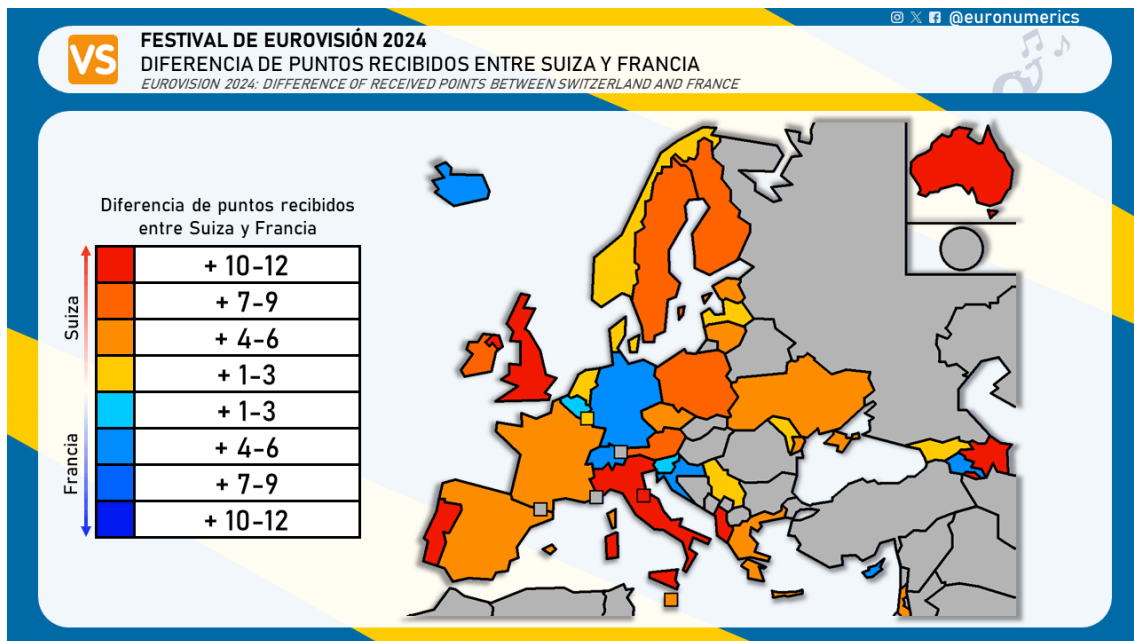 @euronumerics
VS
FESTIVAL DE EUROVISIÓN 2024
DIFERENCIA DE PUNTOS RECIBIDOS ENTRE SUIZA Y FRANCIA
EUROVISION 2024: DIFFERENCE OF RECEIVED POINTS BETWEEN SWITZERLAND AND FRANCE
Diferencia de puntos recibidos
entre Suiza y Francia
Suiza
+ 10-12
+ 7-9
+ 4-6
+ 1-3
Francia
+ 1-3
+ 4-6
+ 7-9
+ 10-12